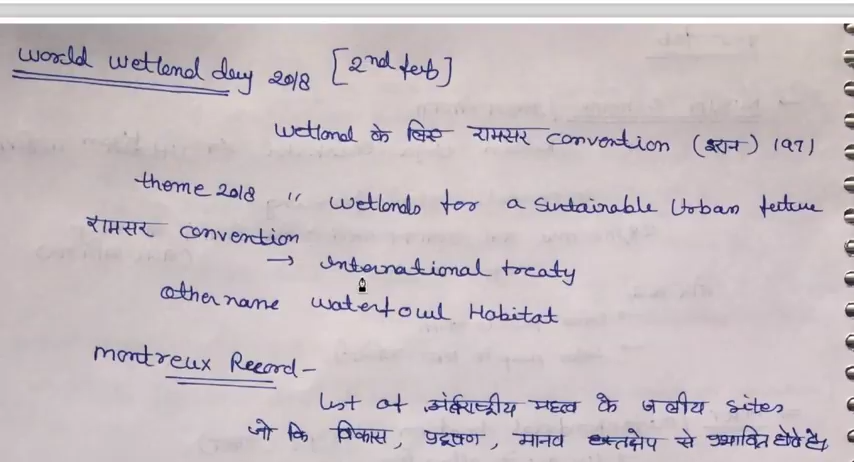 World wetland day 2018 [2nd feb]
wetland के लिए रामसर convention (ईरान) 1971
theme 2018 " wetlands for a sustainable Urban future
रामसर convention
→ International treaty
other name waterfowl Habitat
montreux Record-
list of अंर्तराष्ट्रीय महत्व के जलीय sites
जो कि विकास, प्रदूषण, मानव हस्तक्षेप से प्रभावित होते है।